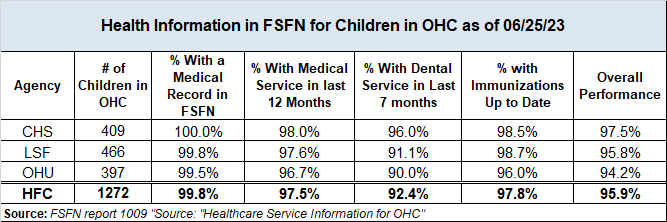 Health Information in FSFN for Children in OHC as of 06/25/23
Agency # of Children in OHC % With a Medical Record in FSFN % With Medical Service in last 12 Months % With Dental Service in Last 7 months % with Immunizations Up to Date Overall Performance
CHS 409 100.0% 98.0% 96.0% 98.5% 97.5%
LSF 466 99.8% 97.6% 91.1% 98.7% 95.8%
OHU 397 99.5% 96.7% 90.0% 96.0% 94.2%
HFC 1272 99.8% 97.5% 92.4% 97.8% 95.9%
Source: FSFN report 1009 "Source: "Healthcare Service Information for OHC"